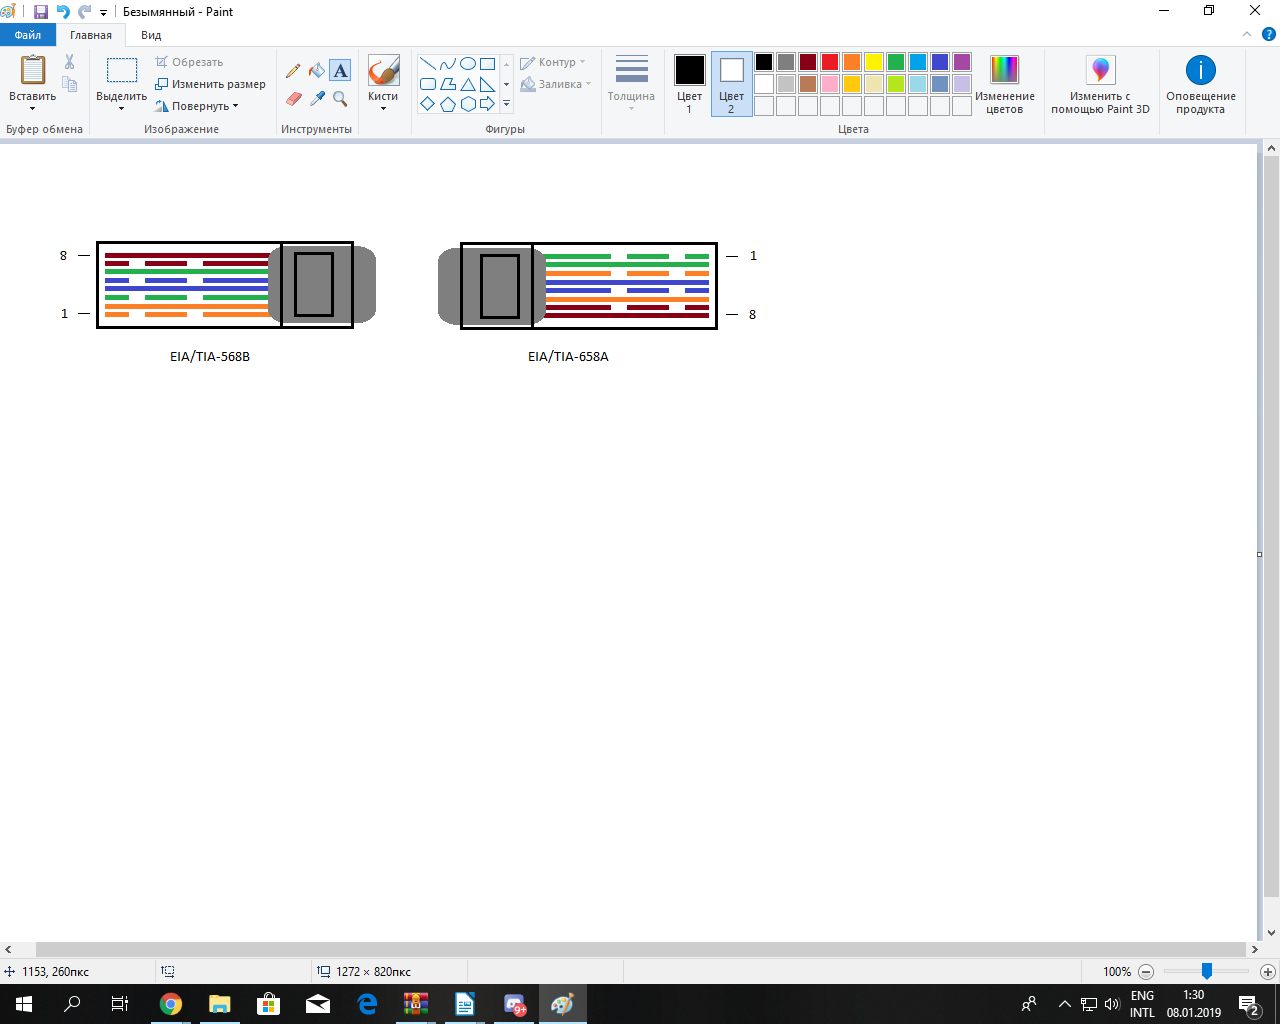 Безымянный - Paint
Файл
Главная
Вид
Вставить
Буфер обмена
Выделить
Обрезать
Изменить размер
Повернуть
Изображение
A
Инструменты
Кисти
Контур
Заливка
Фигуры
Толщина
Цвет
1
Цвет
2
Цвета
Изменение
цветов
Изменить с
помощью Paint 3D
Оповещение
продукта
8
1
EIA/TIA-568B
1
8
EIA/TIA-658A
1153, 260пкс
1272 × 820пкс
100%
9+
ENG
INTL
1:30
08.01.2019
2